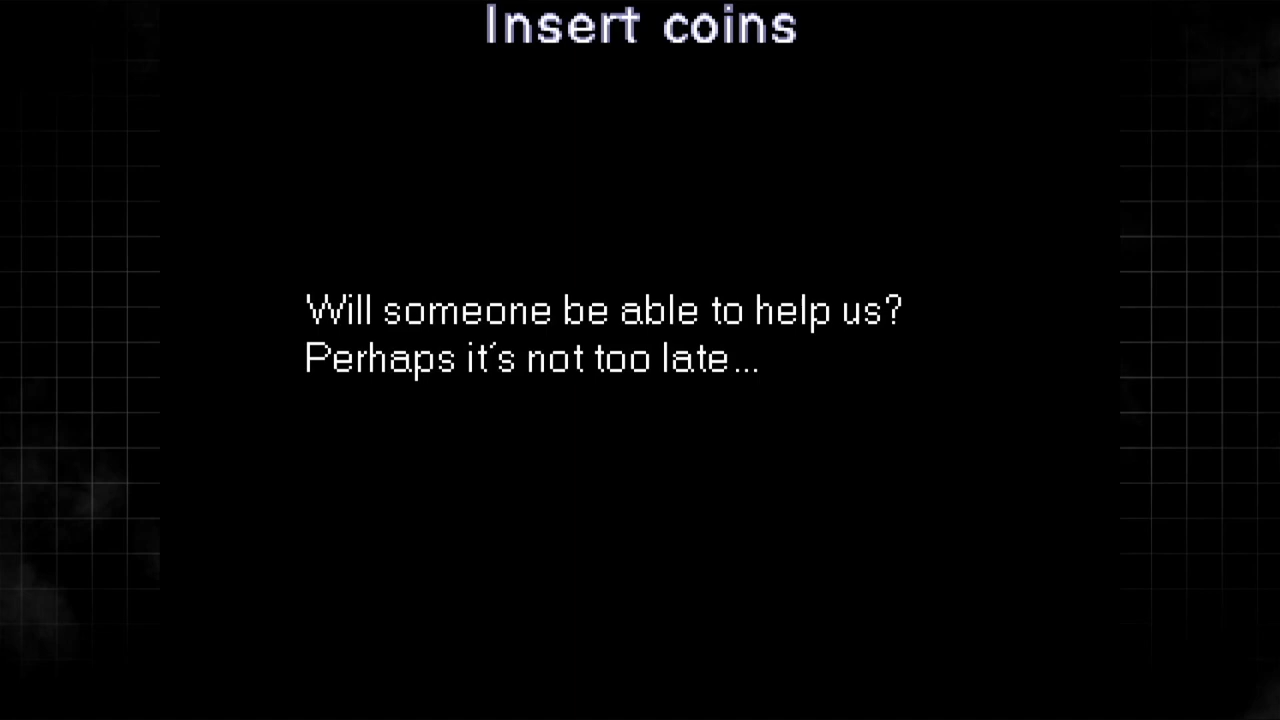 Insert coins
Will someone be able to help us?
Perhaps it´s not too late...